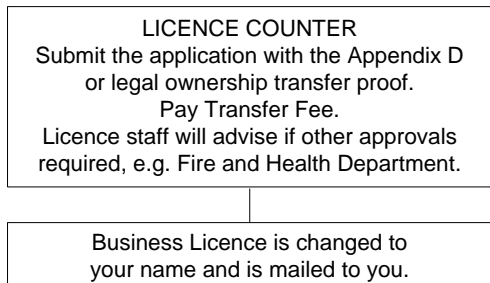 LICENCE COUNTER
Submit the application with the Appendix D
or legal ownership transfer proof.
Pay Transfer Fee.
Licence staff will advise if other approvals
required, e.g. Fire and Health Department.
Business Licence is changed to
your name and is mailed to you.